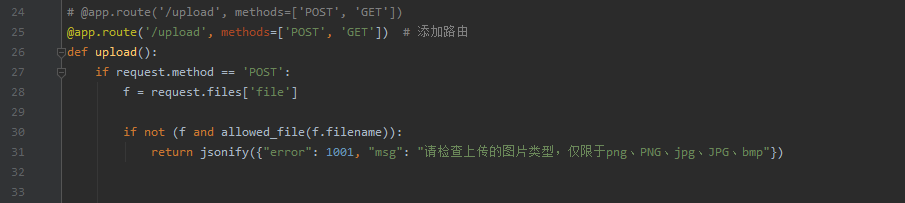 24 # @app.route('/upload', methods=['POST', 'GET'])
25 @app.route('/upload', methods=['POST', 'GET'])  # 添加路由
26 def upload():
27     if request.method == 'POST':
28         f = request.files['file']
29
30         if not (f and allowed_file(f.filename)):
31             return jsonify({"error": 1001, "msg": "请检查上传的图片类型，仅限于png、PNG、jpg、JPG、bmp"})
32
33